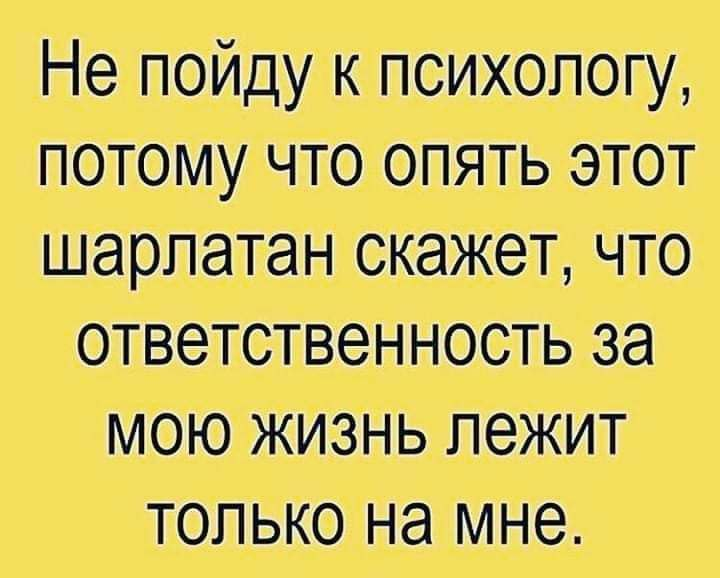 Не пойду к психологу,
потому что опять этот
шарлатан скажет, что
ответственность за
мою жизнь лежит
только на мне.